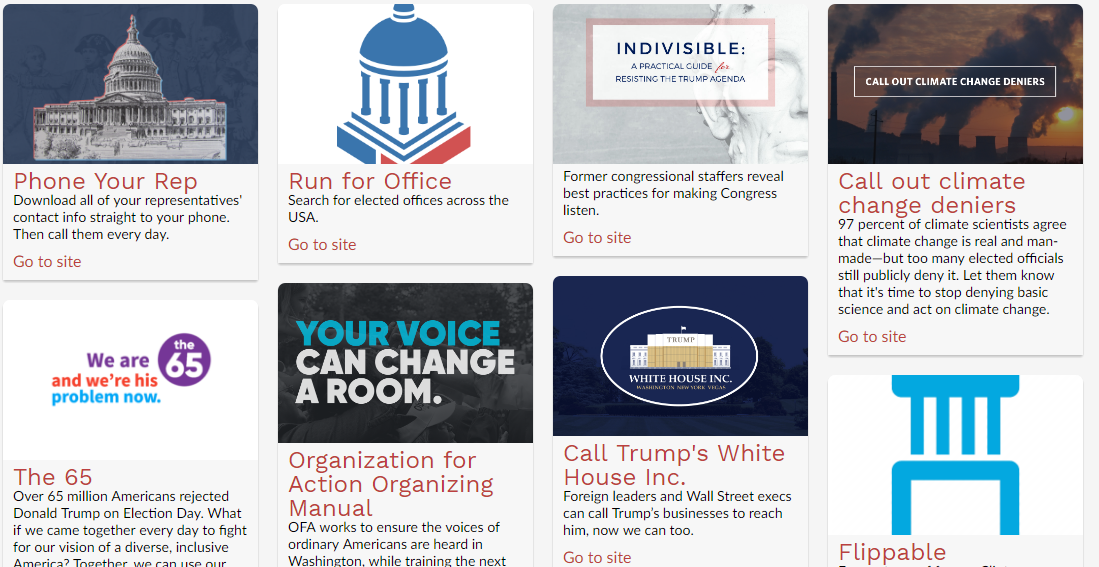 Phone Your Rep
Download all of your representatives'
contact info straight to your phone.
Then call them every day.
Go to site
We are
the
65
and we're his
problem now.
The 65
Over 65 million Americans rejected
Donald Trump on Election Day. What
if we came together every day to fight
for our vision of a diverse, inclusive
America? Together, we can use our
Run for Office
Search for elected offices across the
USA.
Go to site
YOUR VOICE
CAN CHANGE
A ROOM.
Organization for
Action Organizing
Manual
OFA works to ensure the voices of
ordinary Americans are heard in
Washington, while training the next
INDIVISIBLE:
A PRACTICAL GUIDE for
RESISTING THE TRUMP AGENDA
Former congressional staffers reveal
best practices for making Congress
listen.
Go to site
TRUMP
WHITE HOUSE INC.
WASHINGTON NEW YORK VEGAS
Call Trump's White
House Inc.
Foreign leaders and Wall Street execs
can call Trump's businesses to reach
him, now we can too.
Go to site
CALL OUT CLIMATE CHANGE DENIERS
Call out climate
change deniers
97 percent of climate scientists agree
that climate change is real and man-
made—but too many elected officials
still publicly deny it. Let them know
that it's time to stop denying basic
science and act on climate change.
Go to site
Flippable